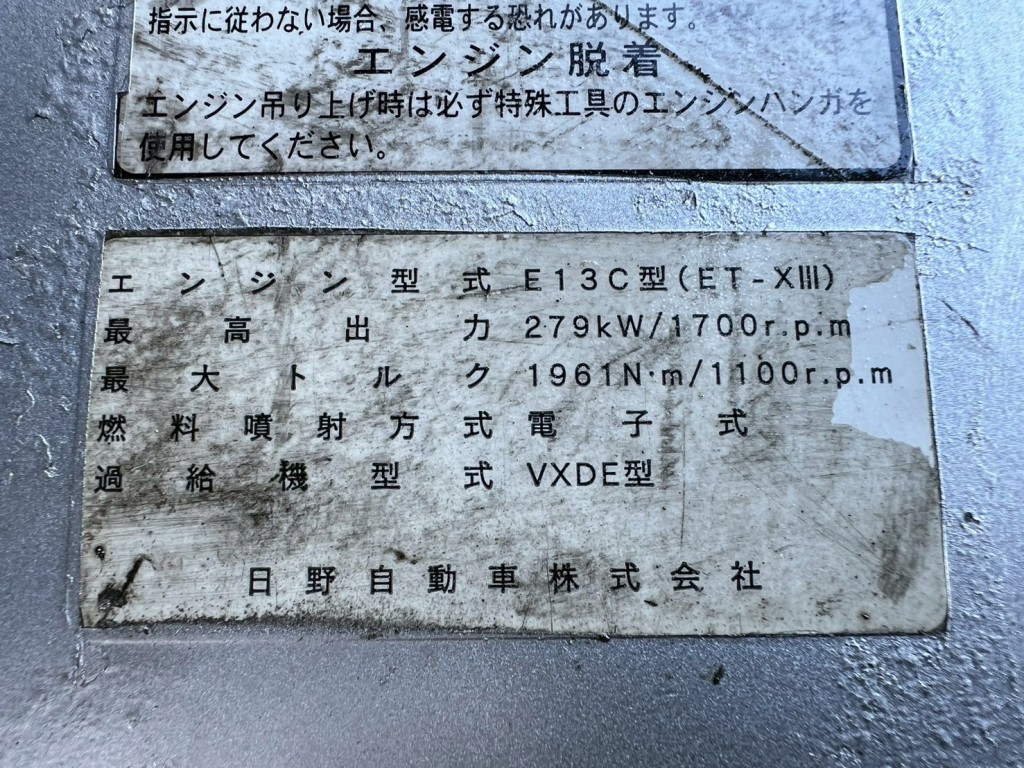 指示に従わない場合、感電する恐れがあります。
エンジン脱着
エンジン吊り上げ時は必ず特殊工具のエンジンハンガを
使用してください。
エンジン型式 E13C型(ET-XⅢ)
最高出力 279kW/1700r.p.m
最大トルク 1961N·m/1100r.p.m
燃料噴射方式 電子式
過給機型式 VXDE型
日野自動車株式会社